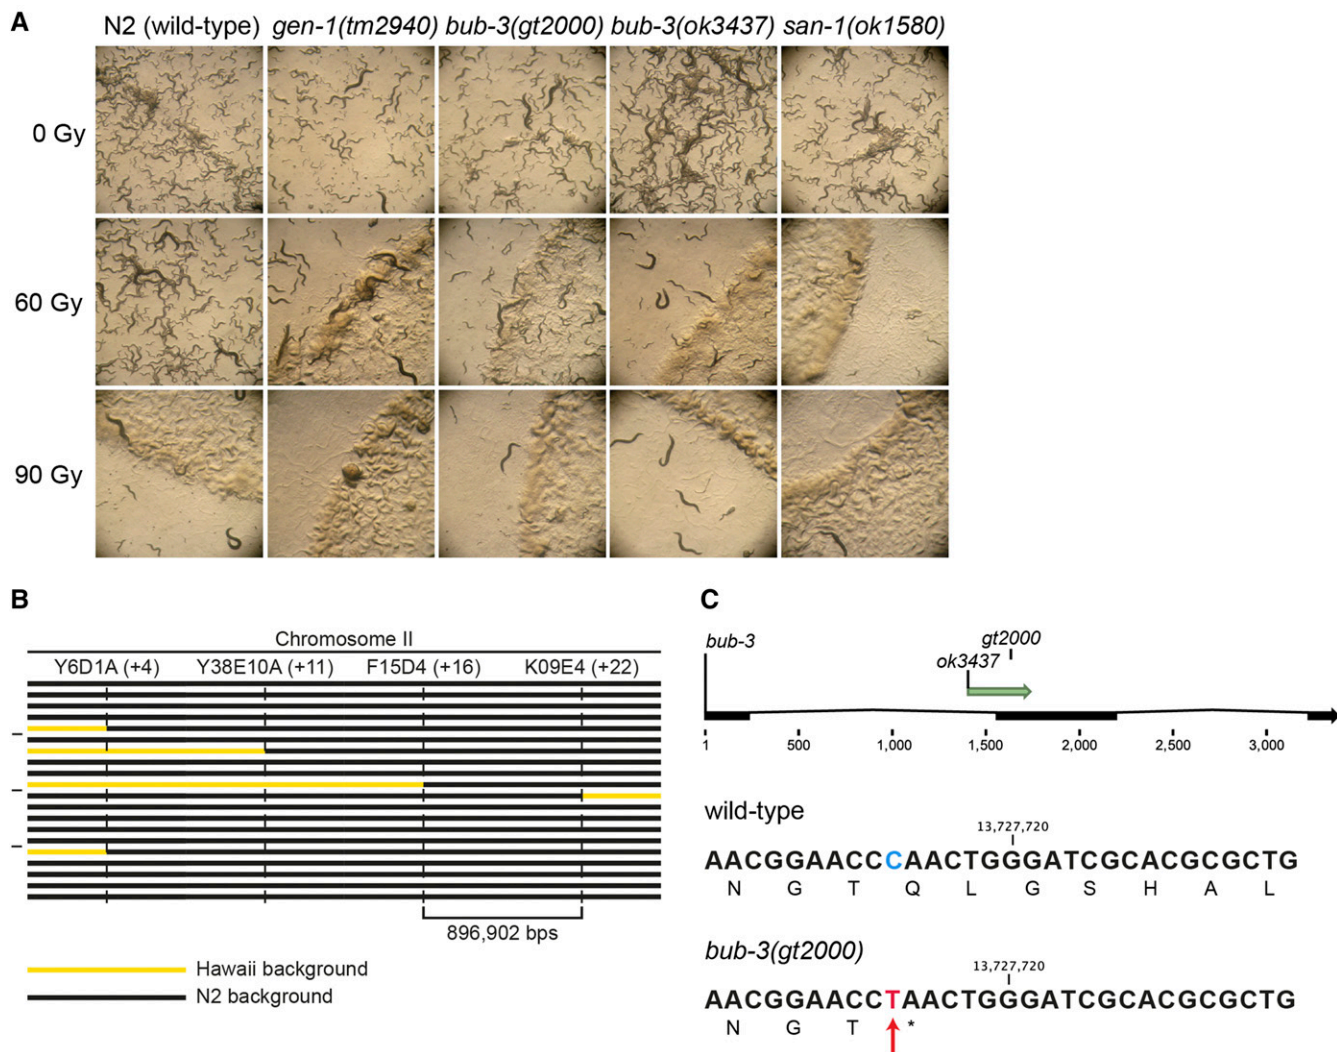 A
N2 (wild-type) gen-1(tm2940) bub-3(gt2000) bub-3(ok3437) san-1(ok1580)
0 Gy
60 Gy
90 Gy
B
Chromosome II
Y6D1A (+4) Y38E10A (+11) F15D4 (+16) K09E4 (+22)
896,902 bps
Hawaii background
N2 background
C
bub-3
gt2000
ok3437
1 500 1,000 1,500 2,000 2,500 3,000
wild-type
13,727,720
AACGGAACCCAACTGGGATCGCACGCGCTG
N G T Q L G S H A L
bub-3(gt2000)
13,727,720
AACGGAACCTAACTGGGATCGCACGCGCTG
N G T *